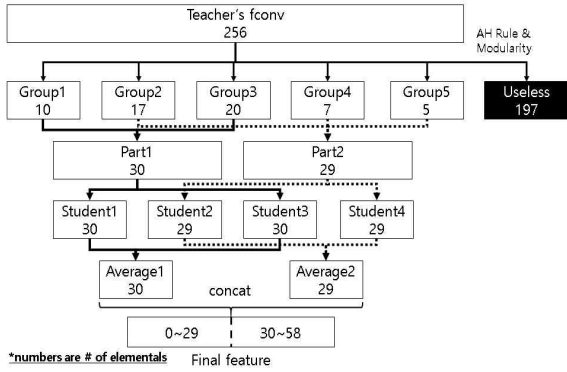 Teacher's fconv
256
AH Rule &
Modularity
Group1 Group2 Group3 Group4 Group5 Useless
10 17 20 7 5 197
Part1 Part2
30 29
Student1 Student2 Student3 Student4
30 29 30 29
Average1 Average2
30 29
concat
0~29 30~58
*numbers are # of elementals
Final feature